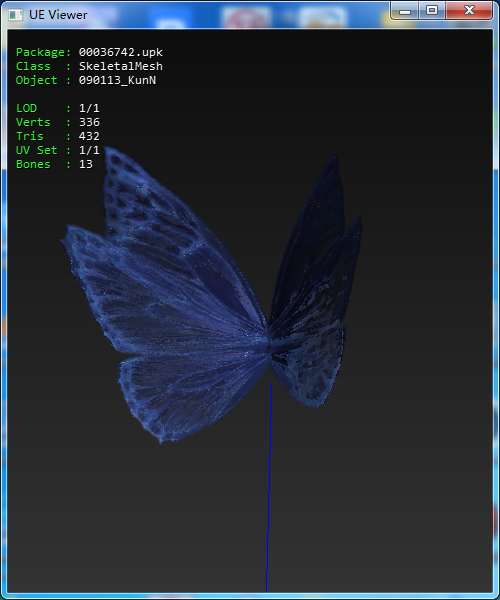 UE Viewer
Package: 00036742.upk
Class  : SkeletalMesh
Object : 090113_KunN
LOD    : 1/1
Verts  : 336
Tris   : 432
UV Set : 1/1
Bones  : 13